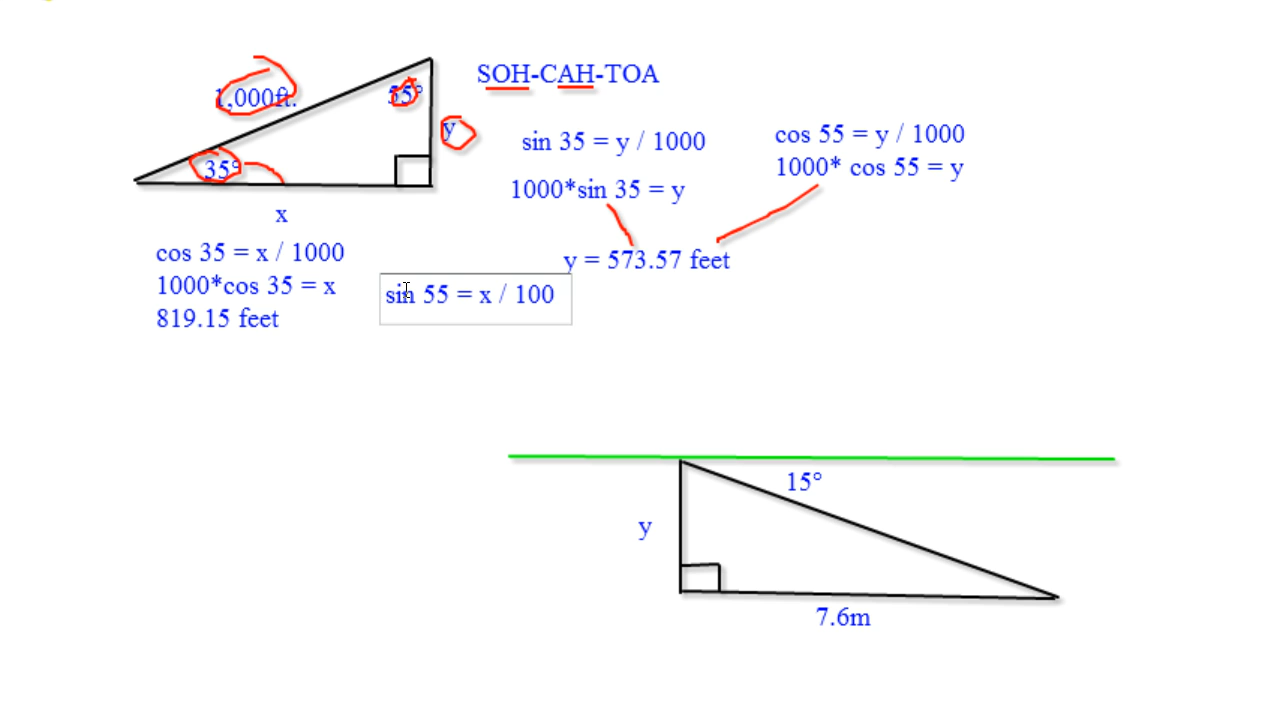 SOH-CAH-TOA
1,000ft.
55°
y
35°
x
sin 35 = y / 1000
1000*sin 35 = y
cos 55 = y / 1000
1000* cos 55 = y
y = 573.57 feet
cos 35 = x / 1000
1000*cos 35 = x
819.15 feet
sin 55 = x / 100
15°
y
7.6m